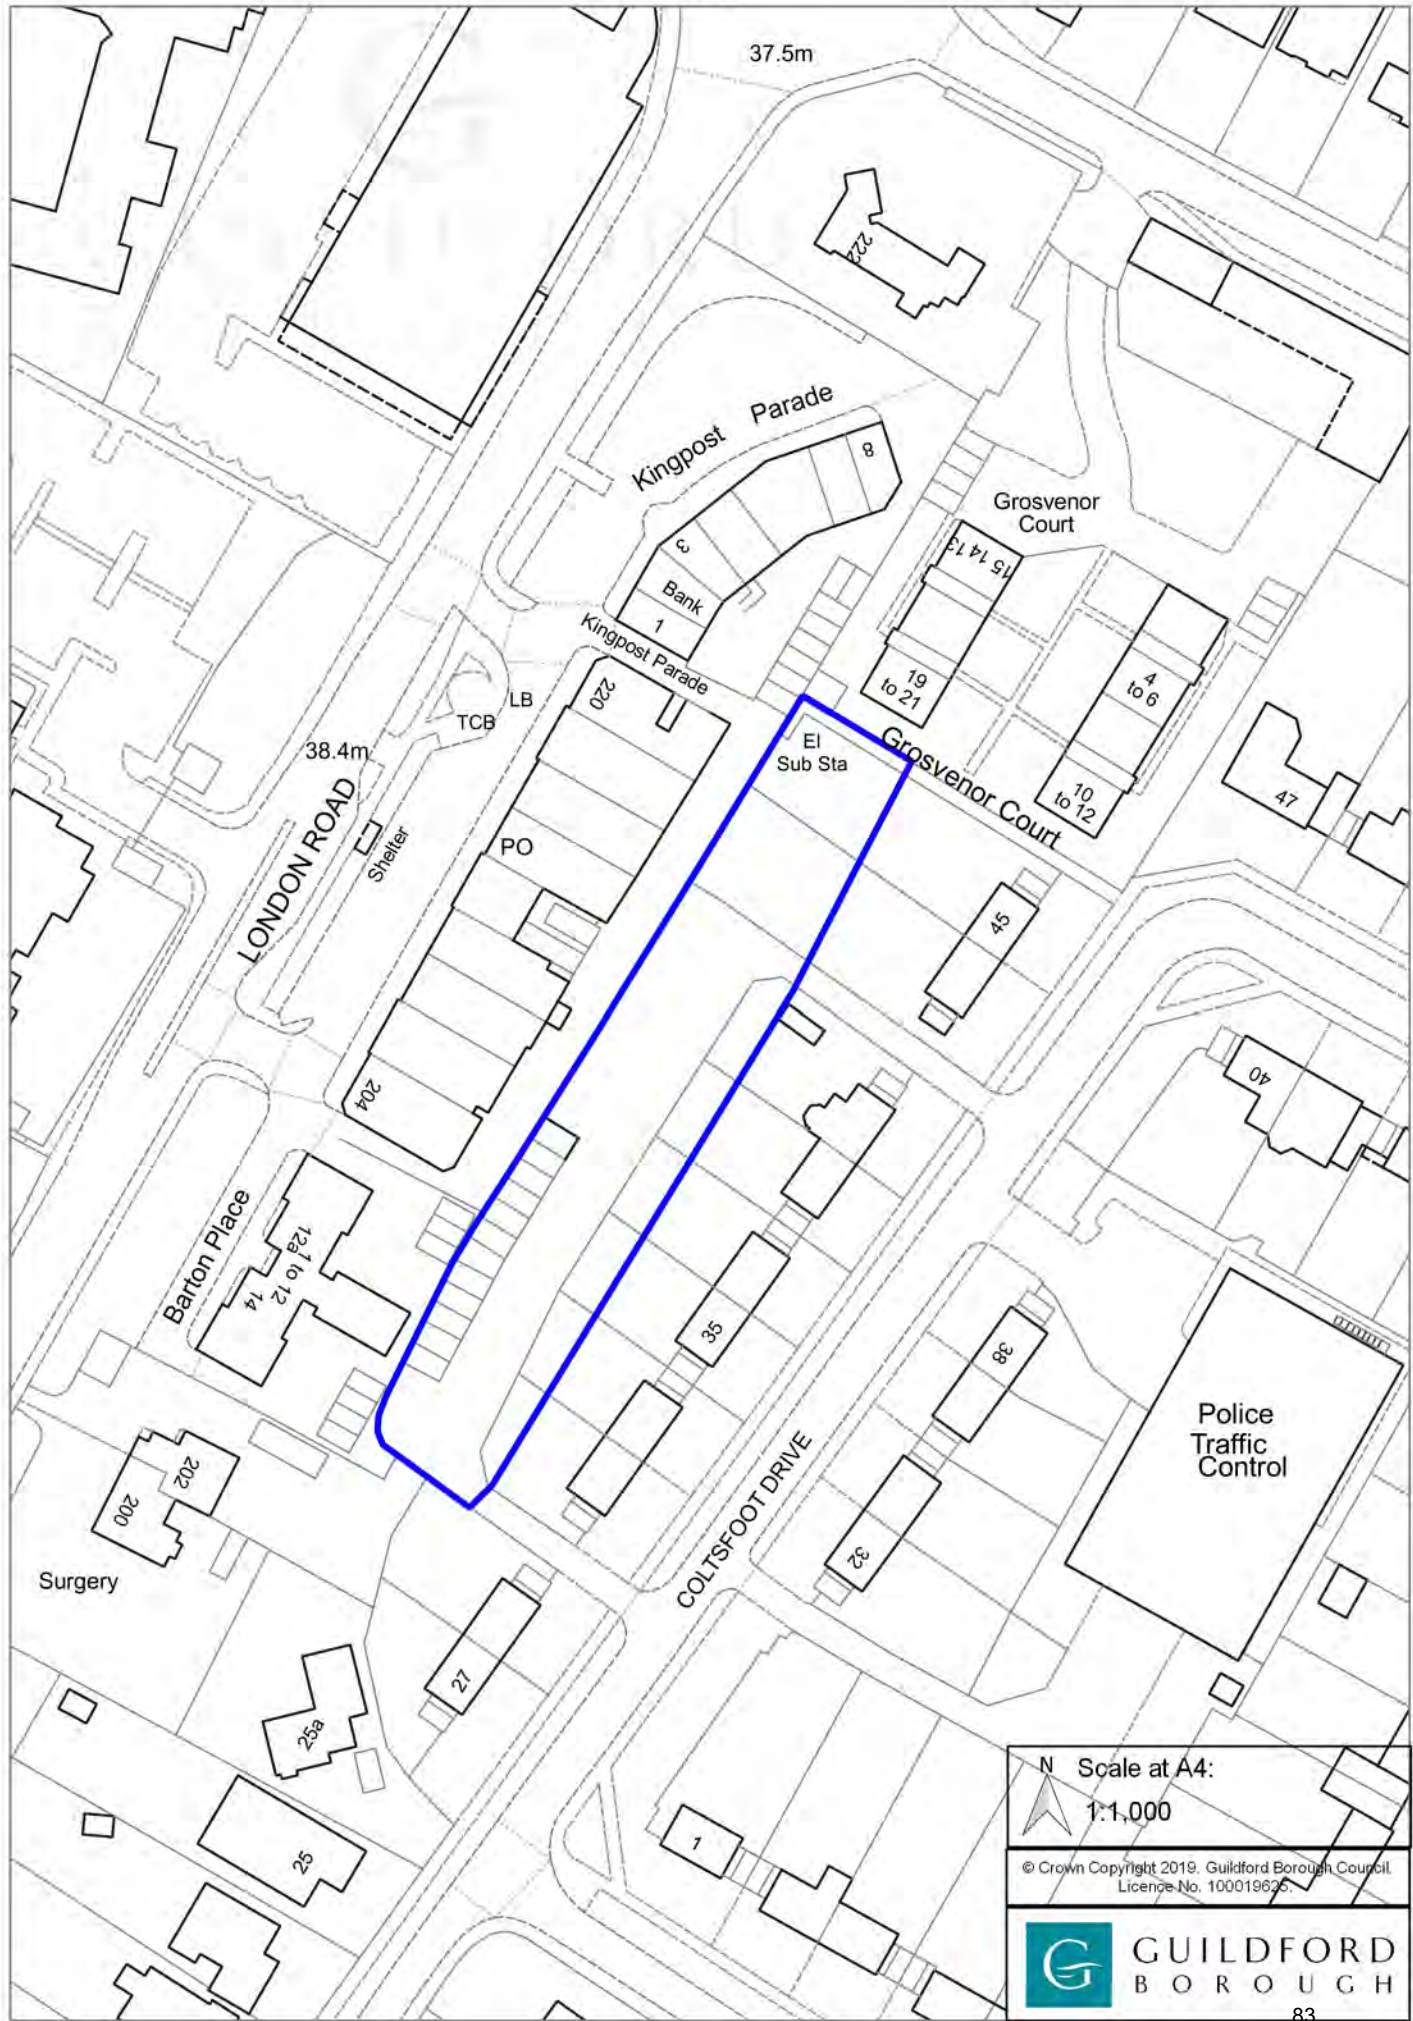 37.5m
222
Kingpost Parade
8
3
Bank
1
Kingpost Parade
Grosvenor
Court
15 14 13
19
to 21
4
to 6
10
to 12
47
220
LB
TCB
38.4m
El
Sub Sta
Grosvenor Court
LONDON ROAD
Shelter
PO
45
40
204
Barton Place
1 to 12
12a
14
35
38
Police
Traffic
Control
202
200
COLTSFOOT DRIVE
32
Surgery
27
25a
25
1
N
Scale at A4:
1:1,000
© Crown Copyright 2019. Guildford Borough Council.
Licence No. 100019625.
G
GUILDFORD
BOROUGH
83